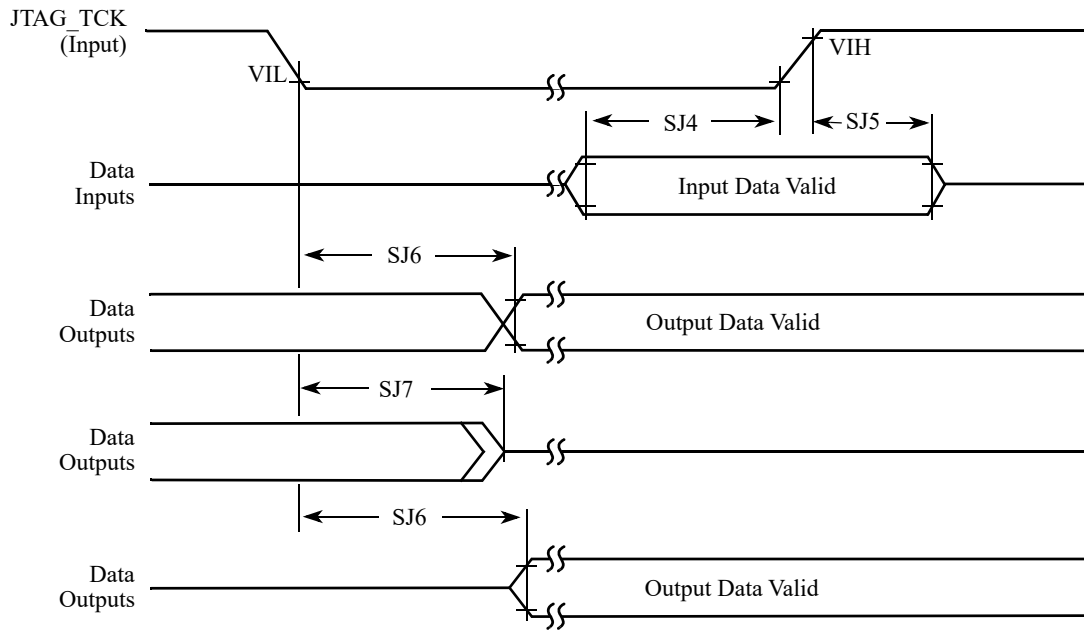 JTAG_TCK
(Input)
VIL
VIH
SJ4
SJ5
Data
Inputs
Input Data Valid
SJ6
Data
Outputs
Output Data Valid
SJ7
Data
Outputs
SJ6
Data
Outputs
Output Data Valid